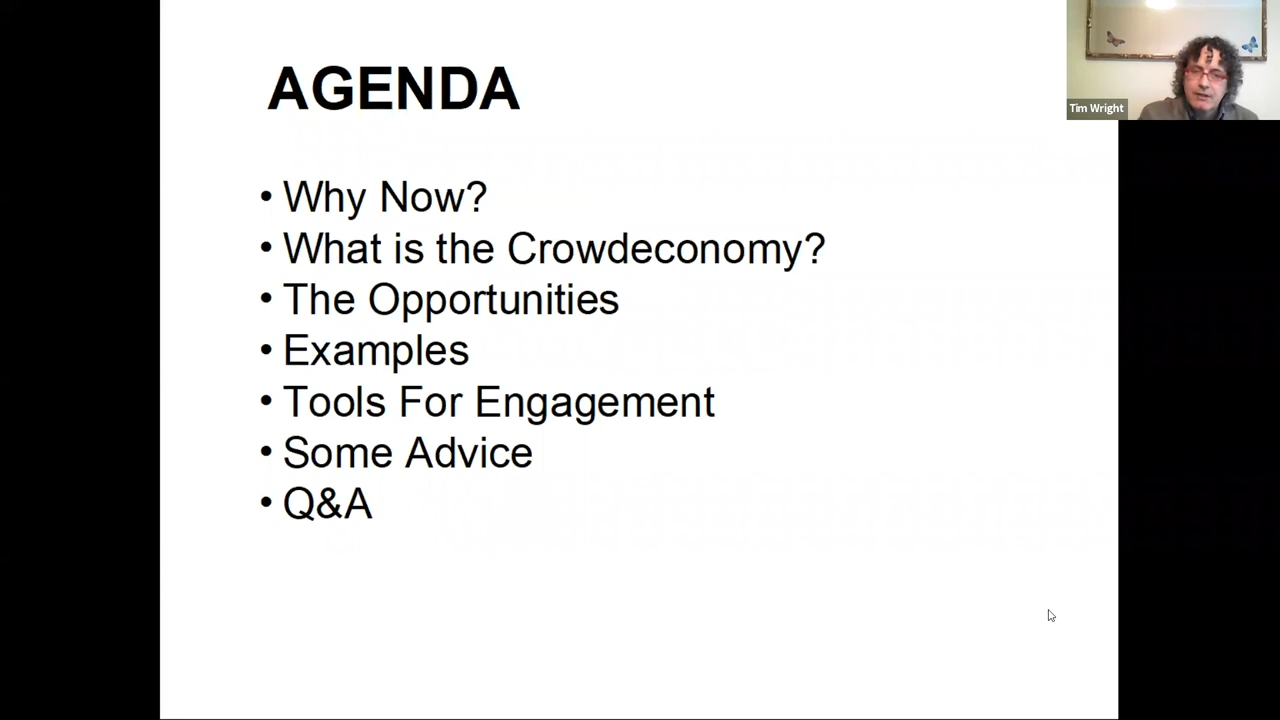 AGENDA
• Why Now?
• What is the Crowdeconomy?
• The Opportunities
• Examples
• Tools For Engagement
• Some Advice
• Q&A
Tim Wright